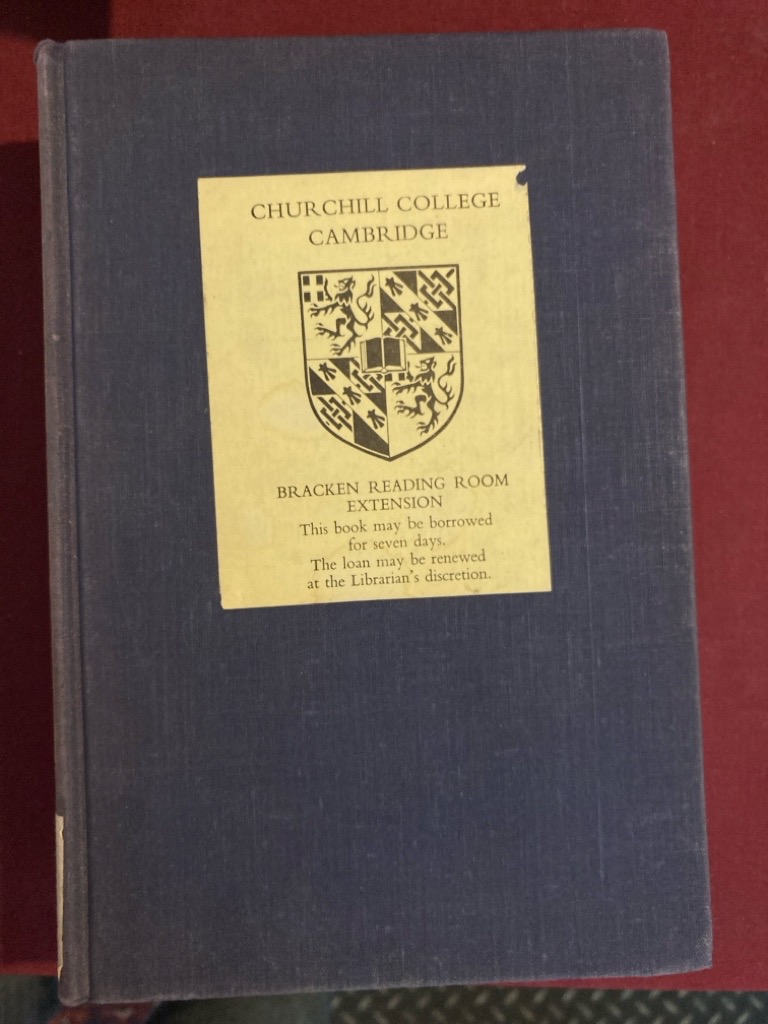 CHURCHILL COLLEGE
CAMBRIDGE
BRACKEN READING ROOM
EXTENSION
This book may be borrowed
for seven days.
The loan may be renewed
at the Librarian's discretion.